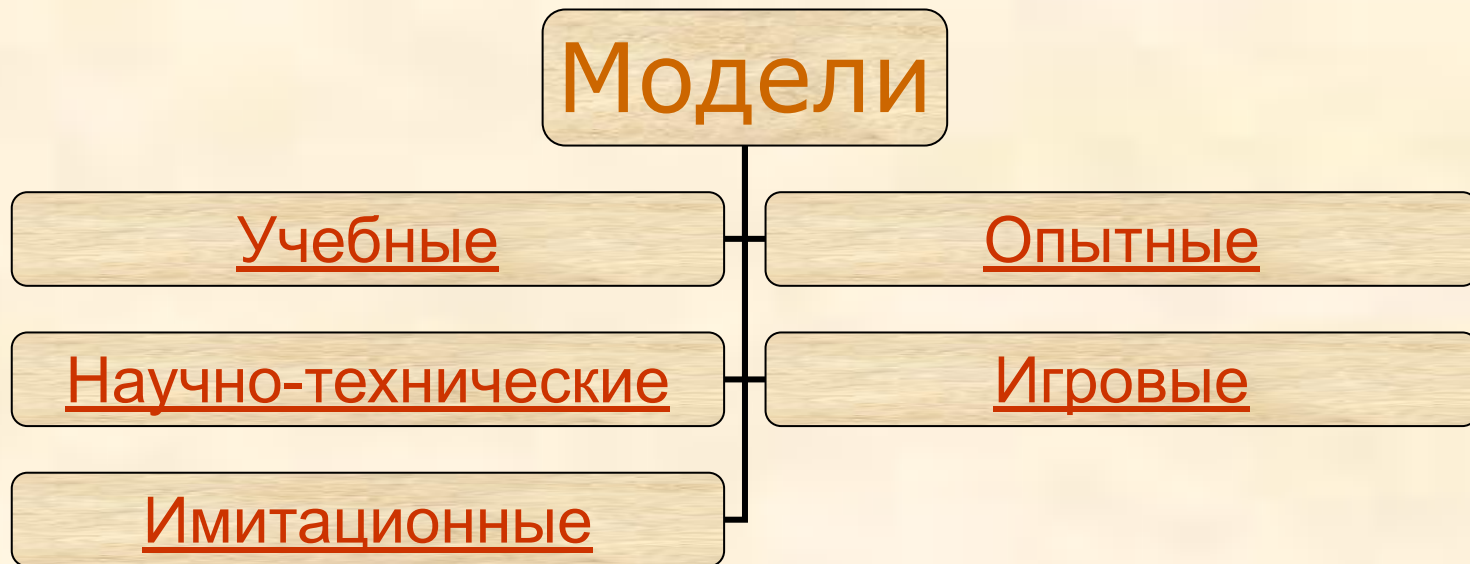 Модели
Учебные
Опытные
Научно-технические
Игровые
Имитационные